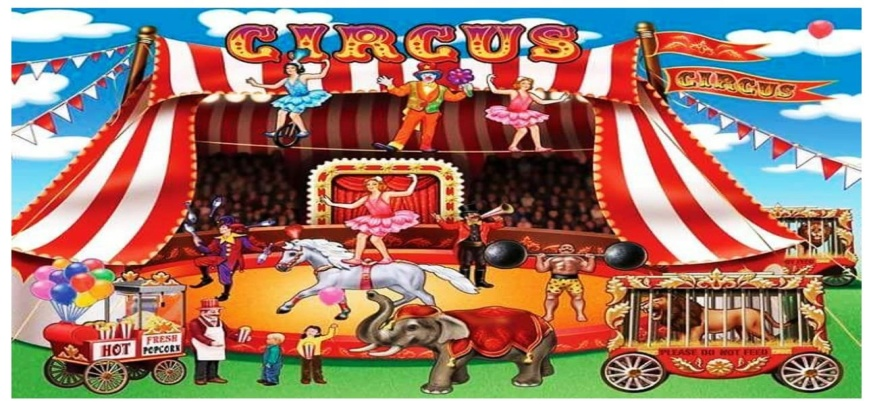 CIRCUS
CIRCUS
HOT
FRESH
POPCORN
PLEASE DO NOT FEED